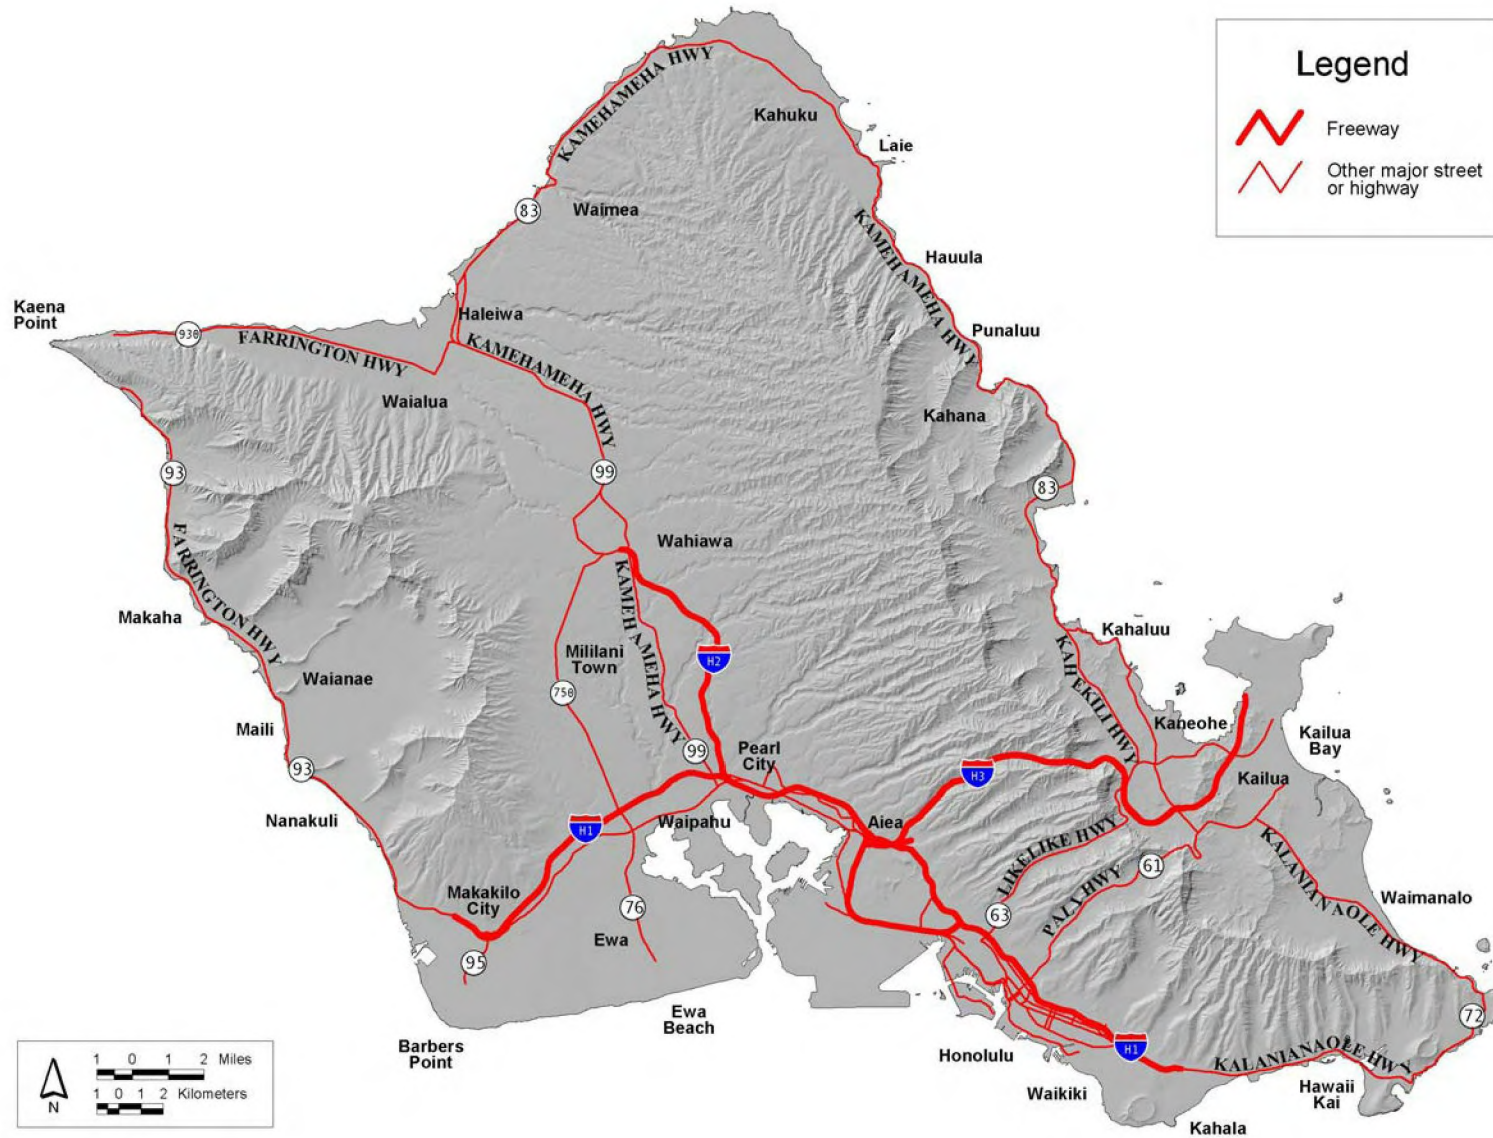 Legend
Freeway
Other major street
or highway
KAMEHAMEHA HWY
Kahuku
Laie
83
Waimea
KAMEHAMEHA HWY
Hauula
Kaena
Point
Haleiwa
930
FARRINGTON HWY
KAMEHAMEHA HWY
Punaluu
Waialua
Kahana
93
99
83
FARRINGTON HWY
Wahiawa
KAMEHAMEHA HWY
Makaha
Kahaluu
KAHEKILI HWY
Mililani
Town
H2
Waianae
750
Maili
Kaneohe
Kailua
Bay
99
Pearl
City
93
H3
Kailua
Nanakuli
H1
Waipahu
Aiea
LIKELIKE HWY
KALANIANAOLE HWY
61
PALI HWY
Makakilo
City
76
63
Waimanalo
Ewa
95
Ewa
Beach
72
Barbers
Point
Honolulu
H1
KALANIANAOLE HWY
Waikiki
Hawaii
Kai
Kahala
N
1 0 1 2 Miles
1 0 1 2 Kilometers